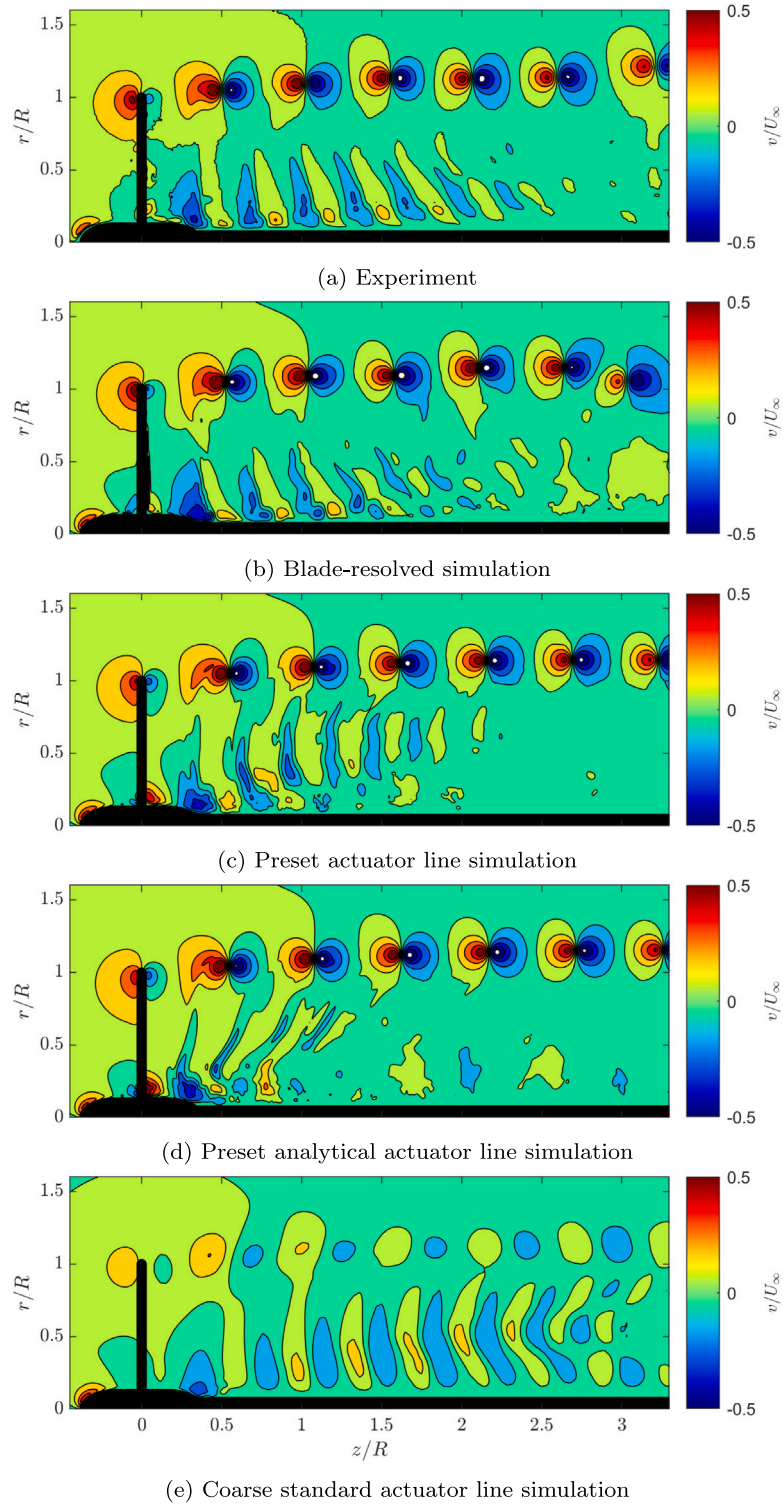 1.5
1
0.5
0
r/R
0.5
0
-0.5
v/U∞
(a) Experiment
1.5
1
0.5
0
r/R
0.5
0
-0.5
v/U∞
(b) Blade-resolved simulation
1.5
1
0.5
0
r/R
0.5
0
-0.5
v/U∞
(c) Preset actuator line simulation
1.5
1
0.5
0
r/R
0.5
0
-0.5
v/U∞
(d) Preset analytical actuator line simulation
1.5
1
0.5
0
r/R
0.5
0
-0.5
v/U∞
0 0.5 1 1.5 2 2.5 3
z/R
(e) Coarse standard actuator line simulation